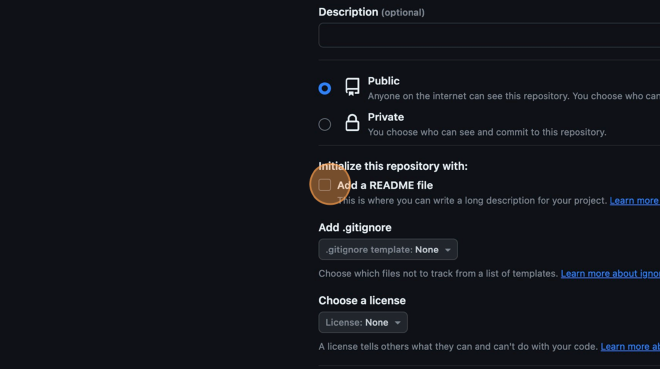 Description (optional)
Public
Anyone on the internet can see this repository. You choose who can
Private
You choose who can see and commit to this repository.
Initialize this repository with:
Add a README file
This is where you can write a long description for your project. Learn more
Add .gitignore
.gitignore template: None
Choose which files not to track from a list of templates. Learn more about
Choose a license
License: None
A license tells others what they can and can't do with your code. Learn more